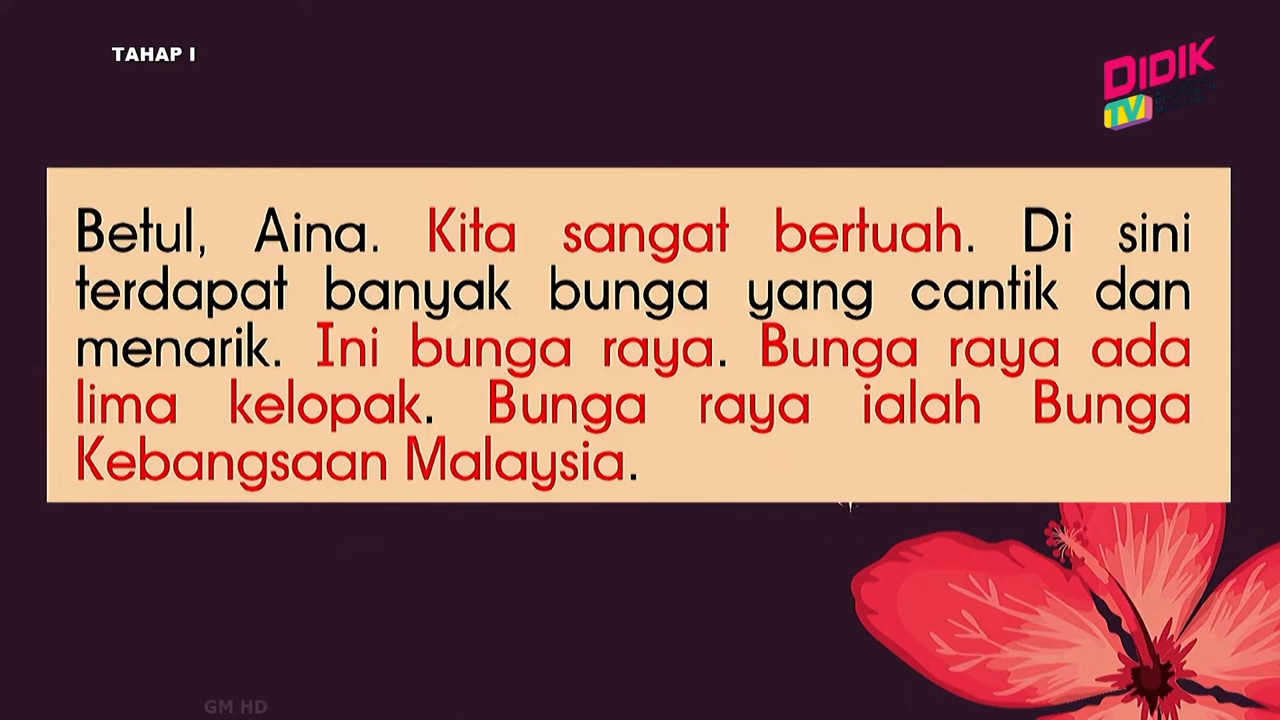 TAHAP I
DIDIK
TV
Betul, Aina. Kita sangat bertuah. Di sini
terdapat banyak bunga yang cantik dan
menarik. Ini bunga raya. Bunga raya ada
lima kelopak. Bunga raya ialah Bunga
Kebangsaan Malaysia.
GM HD